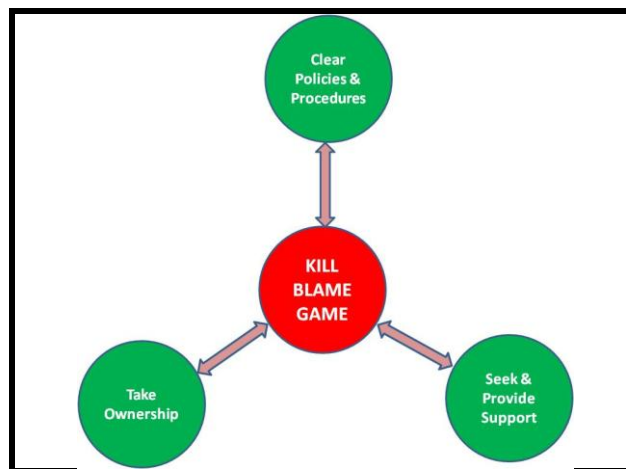 Clear
Policies &
Procedures
KILL
BLAME
GAME
Take
Ownership
Seek &
Provide
Support